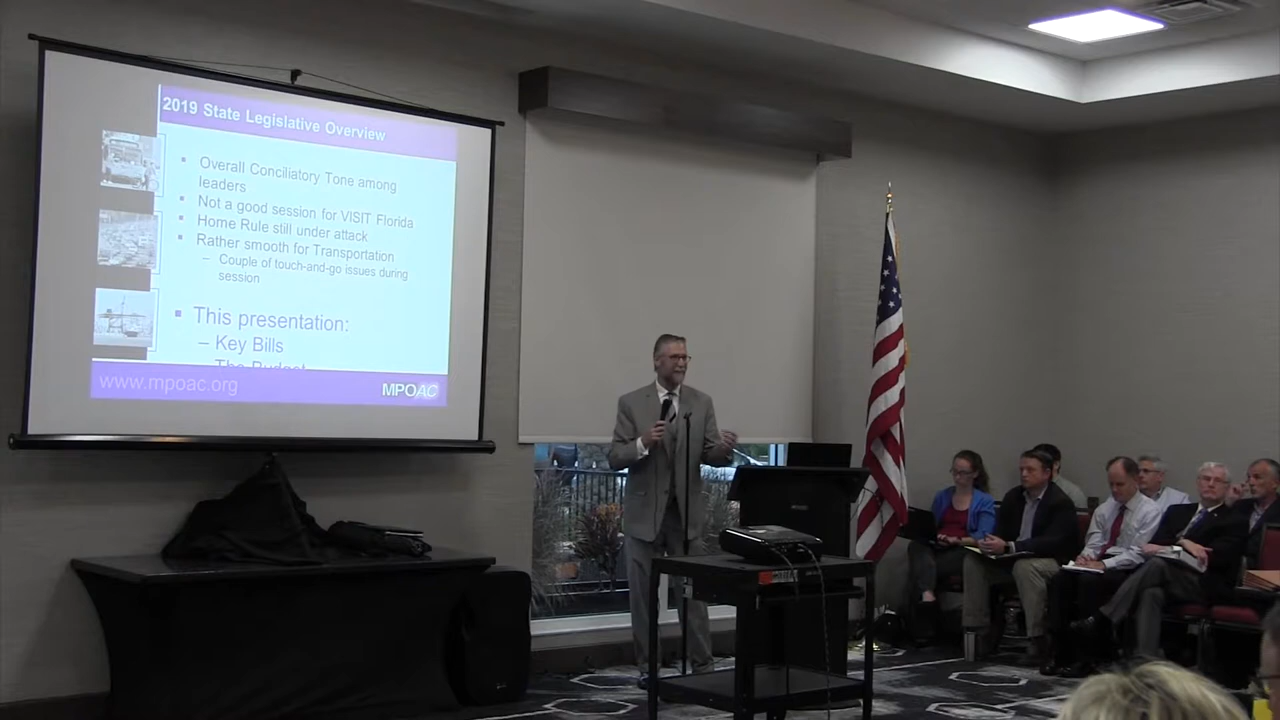 2019 State Legislative Overview
▪ Overall Conciliatory Tone among
leaders
▪ Not a good session for VISIT Florida
▪ Home Rule still under attack
▪ Rather smooth for Transportation
– Couple of touch-and-go issues during
session
▪ This presentation:
– Key Bills
– The Budget
www.mpoac.org
MPOAC